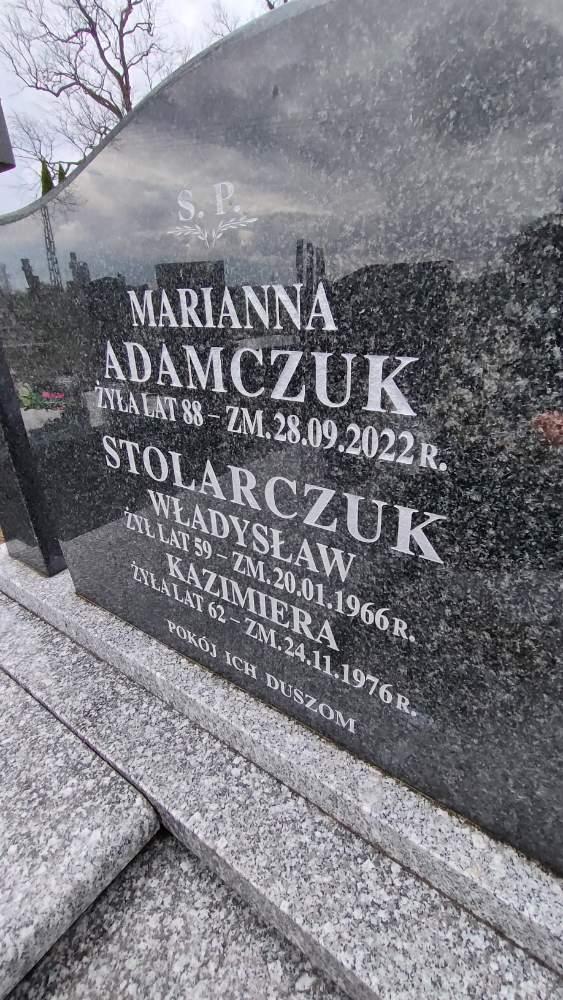 S. P.
MARIANNA
ADAMCZUK
ŻYŁA LAT 88 – ZM. 28.09.2022 R.
STOLARCZUK
WŁADYSŁAW
ŻYŁ LAT 59 – ZM. 20.01.1966 R.
KAZIMIERA
ŻYŁA LAT 62 – ZM. 24.11.1976 R.
POKÓJ ICH DUSZOM